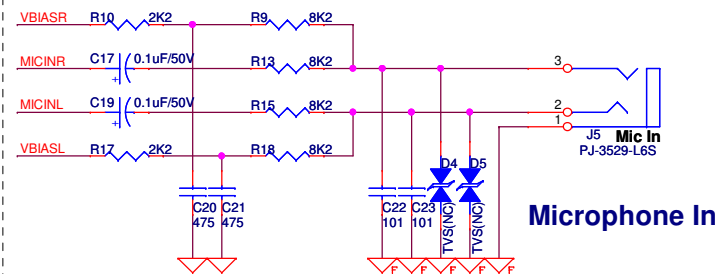 VBIASR R10 2K2 R9 8K2
MICINR C17 0.1uF/50V R13 8K2 3
+
MICINL C19 0.1uF/50V R15 8K2 2
+ 1
J5 Mic In
VBIASL R17 2K2 R18 8K2 PJ-3529-L6S
D4 D5
C20 C21 C22 C23
475 475 101 101
TVS(NC) TVS(NC)
Microphone In
F F F F F